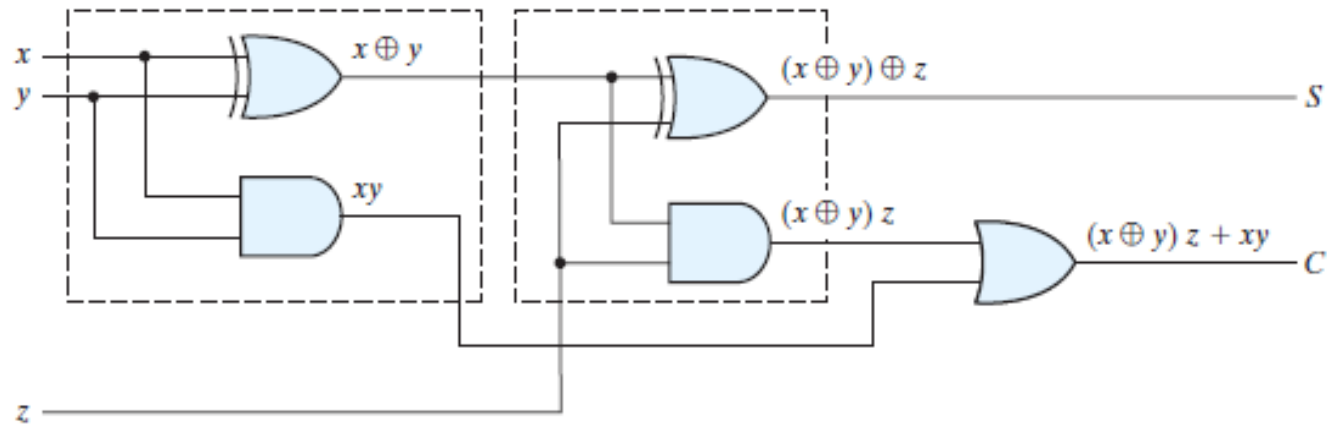 x
y
x ⊕ y
xy
(x ⊕ y) ⊕ z
S
(x ⊕ y) z
(x ⊕ y) z + xy
C
z